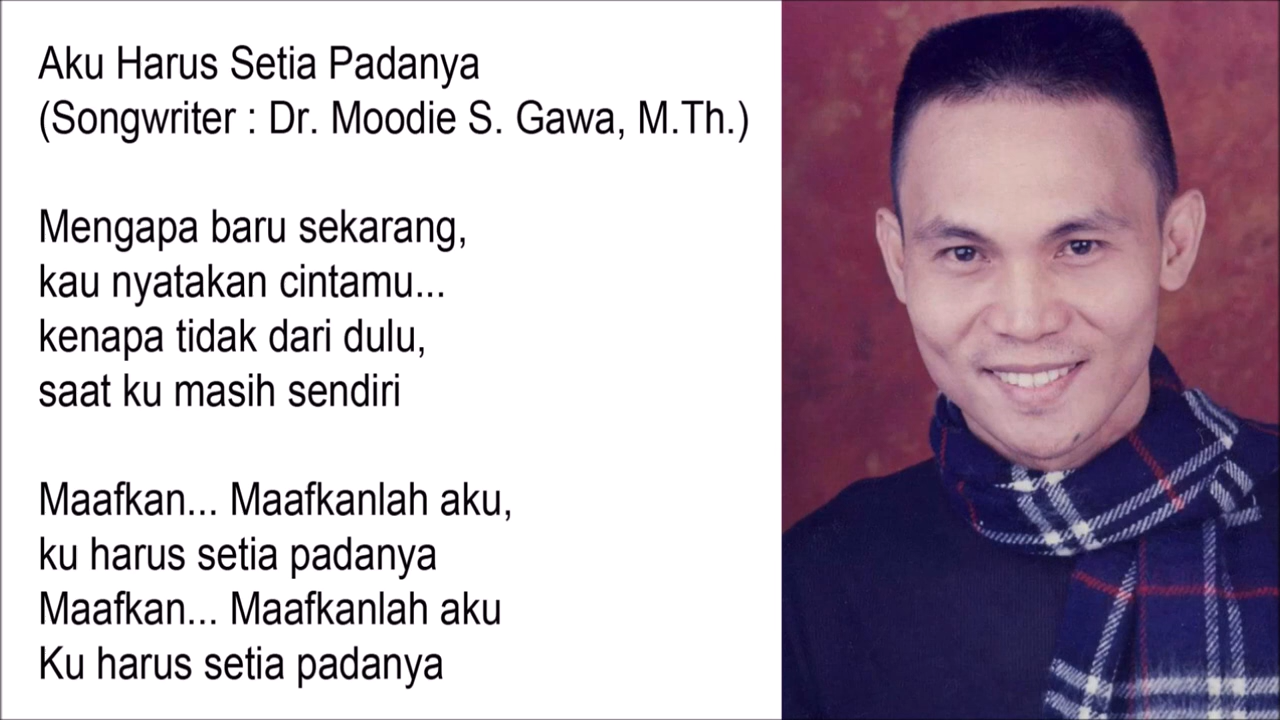 Aku Harus Setia Padanya
(Songwriter : Dr. Moodie S. Gawa, M.Th.)
Mengapa baru sekarang,
kau nyatakan cintamu...
kenapa tidak dari dulu,
saat ku masih sendiri
Maafkan... Maafkanlah aku,
ku harus setia padanya
Maafkan... Maafkanlah aku
Ku harus setia padanya